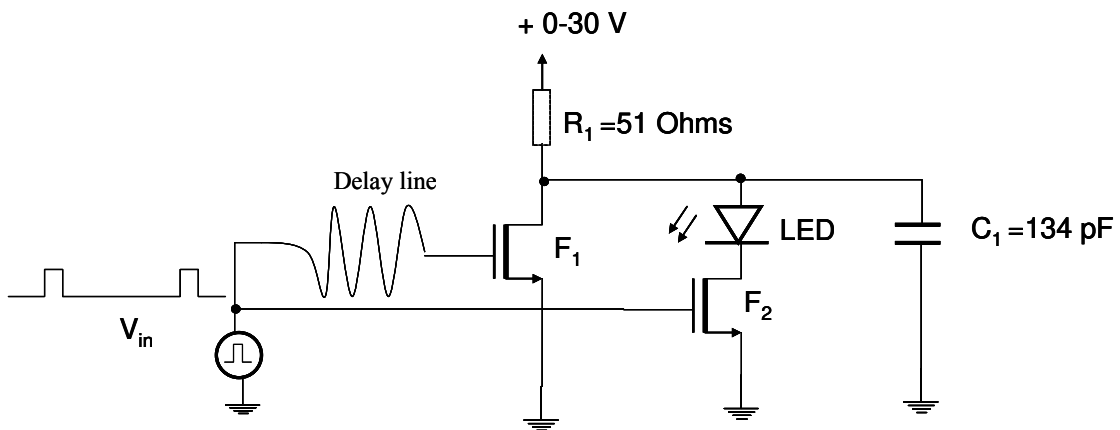 + 0-30 V
R1 =51 Ohms
Delay line
F1
LED
C1 =134 pF
F2
Vin